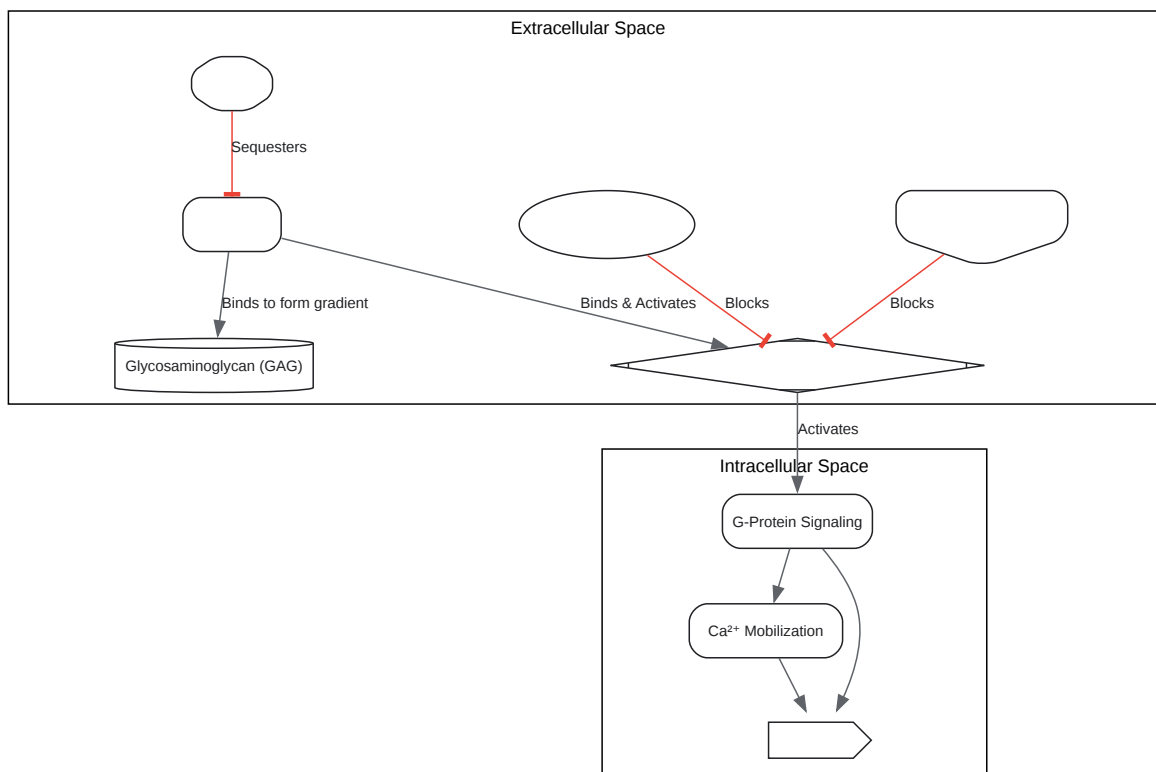 Extracellular Space
Sequesters
Binds to form gradient
Binds & Activates
Blocks
Blocks
Glycosaminoglycan (GAG)
Activates
Intracellular Space
G-Protein Signaling
Ca²⁺ Mobilization